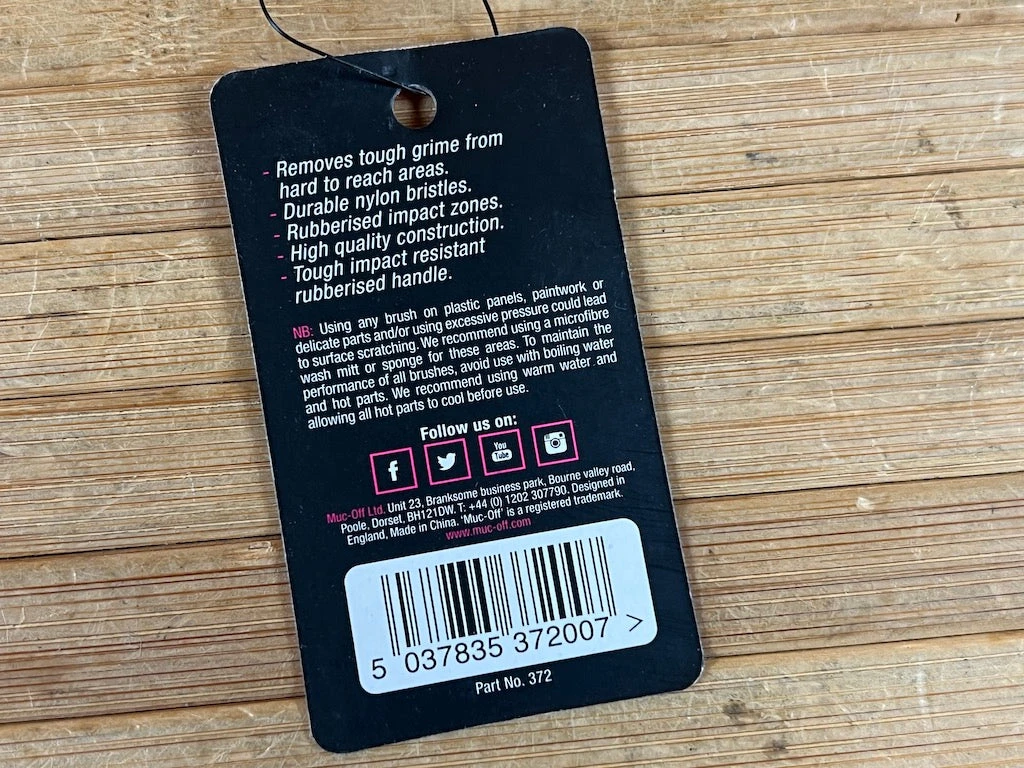 - Removes tough grime from
hard to reach areas.
- Durable nylon bristles.
- Rubberised impact zones.
- High quality construction.
- Tough impact resistant
rubberised handle.
NB: Using any brush on plastic panels, paintwork or
delicate parts and/or using excessive pressure could lead
to surface scratching. We recommend using a microfibre
wash mitt or sponge for these areas. To maintain the
performance of all brushes, avoid use with boiling water
and hot parts. We recommend using warm water and
allowing all hot parts to cool before use.
Follow us on:
f
You
Tube
Muc-Off Ltd. Unit 23, Branksome business park, Bourne valley road,
Poole, Dorset, BH121DW. T: +44 (0) 1202 307790. Designed in
England, Made in China. 'Muc-Off' is a registered trademark.
www.muc-off.com
5 037835 372007 >
Part No. 372